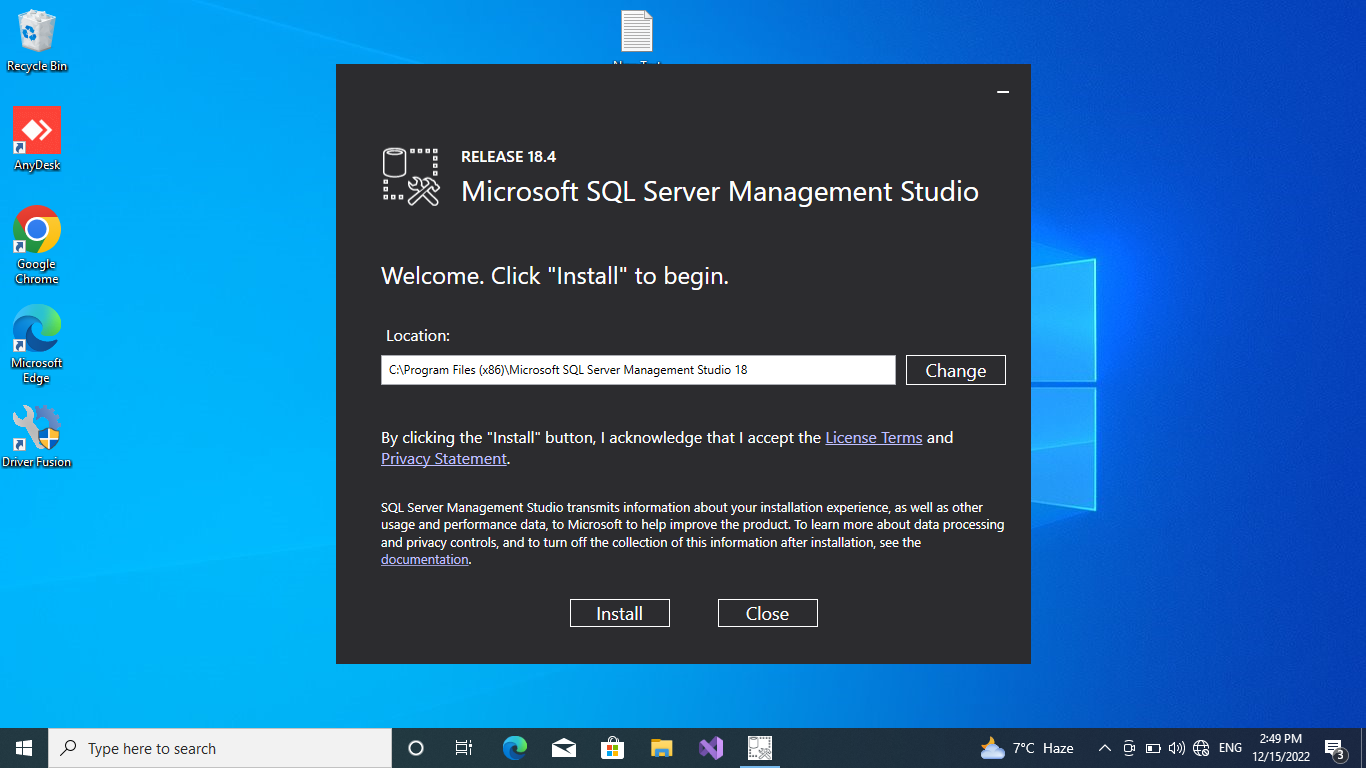 Recycle Bin
AnyDesk
Google
Chrome
Microsoft
Edge
Driver Fusion
RELEASE 18.4
Microsoft SQL Server Management Studio
Welcome. Click "Install" to begin.
Location:
C:\Program Files (x86)\Microsoft SQL Server Management Studio 18
Change
By clicking the "Install" button, I acknowledge that I accept the License Terms and
Privacy Statement.
SQL Server Management Studio transmits information about your installation experience, as well as other
usage and performance data, to Microsoft to help improve the product. To learn more about data processing
and privacy controls, and to turn off the collection of this information after installation, see the
documentation.
Install
Close
Type here to search
7°C Haze
ENG
2:49 PM
12/15/2022
3